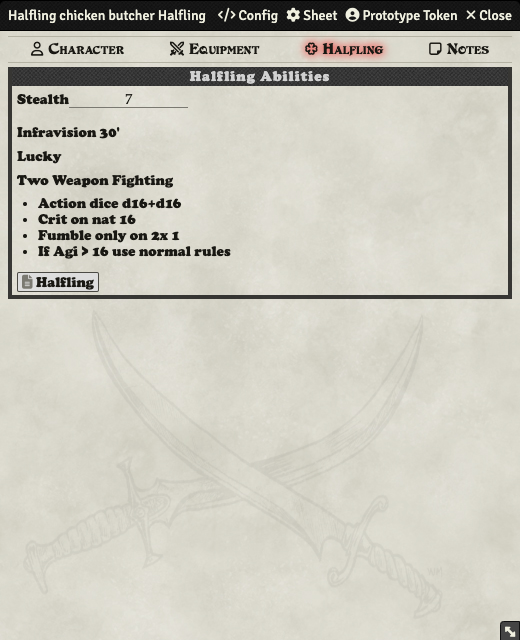 Halfling chicken butcher Halfling Config Sheet Prototype Token Close
Character Equipment Halfling Notes
Halfling Abilities
Stealth 7
Infravision 30'
Lucky
Two Weapon Fighting
• Action dice d16+d16
• Crit on nat 16
• Fumble only on 2x 1
• If Agi > 16 use normal rules
Halfling